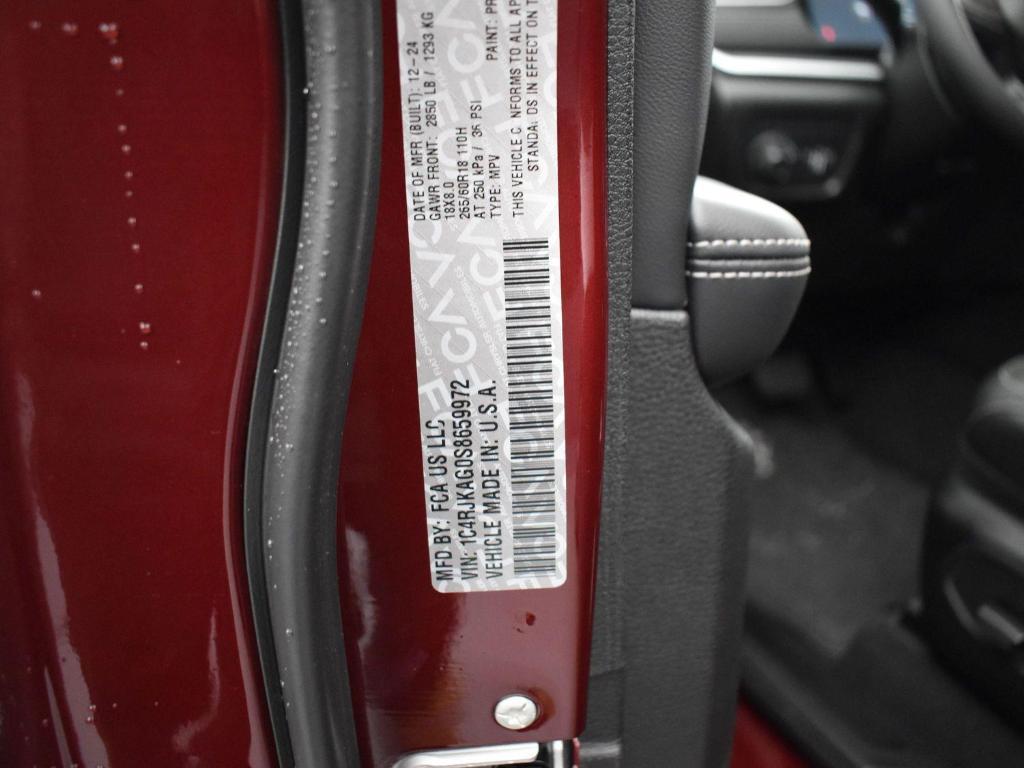 MFD BY: FCA US LLC
VIN: 1C4RJKAG0S8659972
VEHICLE MADE IN: U.S.A.
DATE OF MFR (BUILT): 12-24
GAWR FRONT: 2850 LB / 1293 KG
18X8.0
265/60R18 110H
AT 250 kPa / 36 PSI
TYPE: MPV
PAINT: PR
THIS VEHICLE C NFORMS TO ALL AP
STANDA DS IN EFFECT ON T